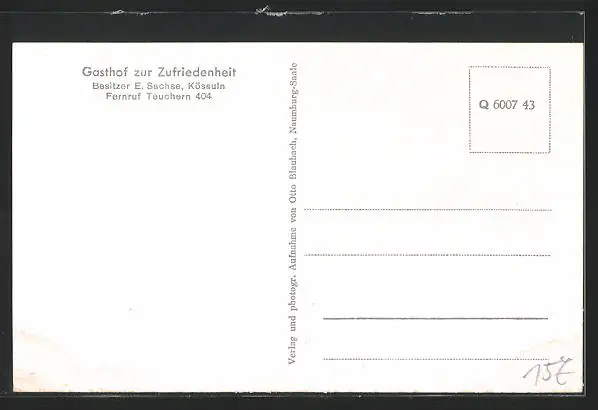 Gasthof zur Zufriedenheit
Besitzer E. Sachse, Kössuln
Fernruf Teuchern 404
Verlag und photogr. Aufnahme von Otto Blaubach, Naumburg-Saale
Q 6007 43